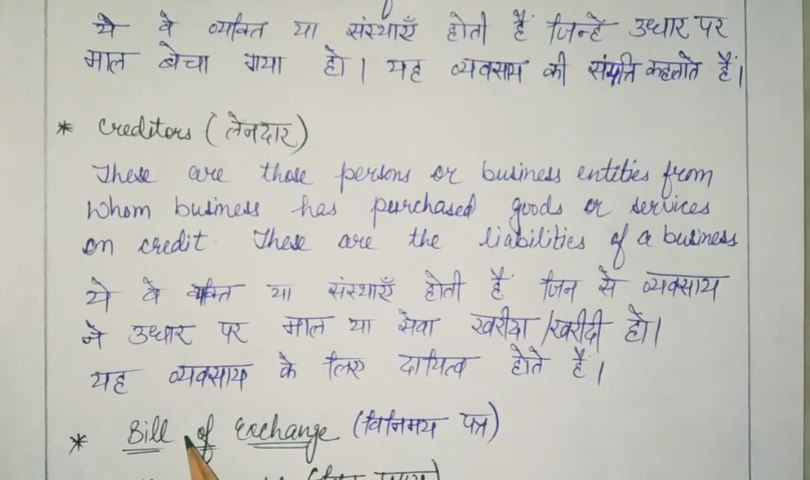 ये वे व्यक्ति या संस्थाएँ होती हैं जिन्हें उधार पर
माल बेचा गया हो। यह व्यवसाय की संपत्ति कहलाते हैं।
* Creditors (लेनदार)
These are those persons or business entities from
Whom business has purchased goods or services
on credit. These are the liabilities of a business
ये वे व्यक्ति या संस्थाएँ होती हैं जिन से व्यवसाय
ने उधार पर माल या सेवा खरीदा/खरीदी हो।
यह व्यवसाय के लिए दायित्व होते हैं।
* Bill of Exchange (विनिमय पत्र)